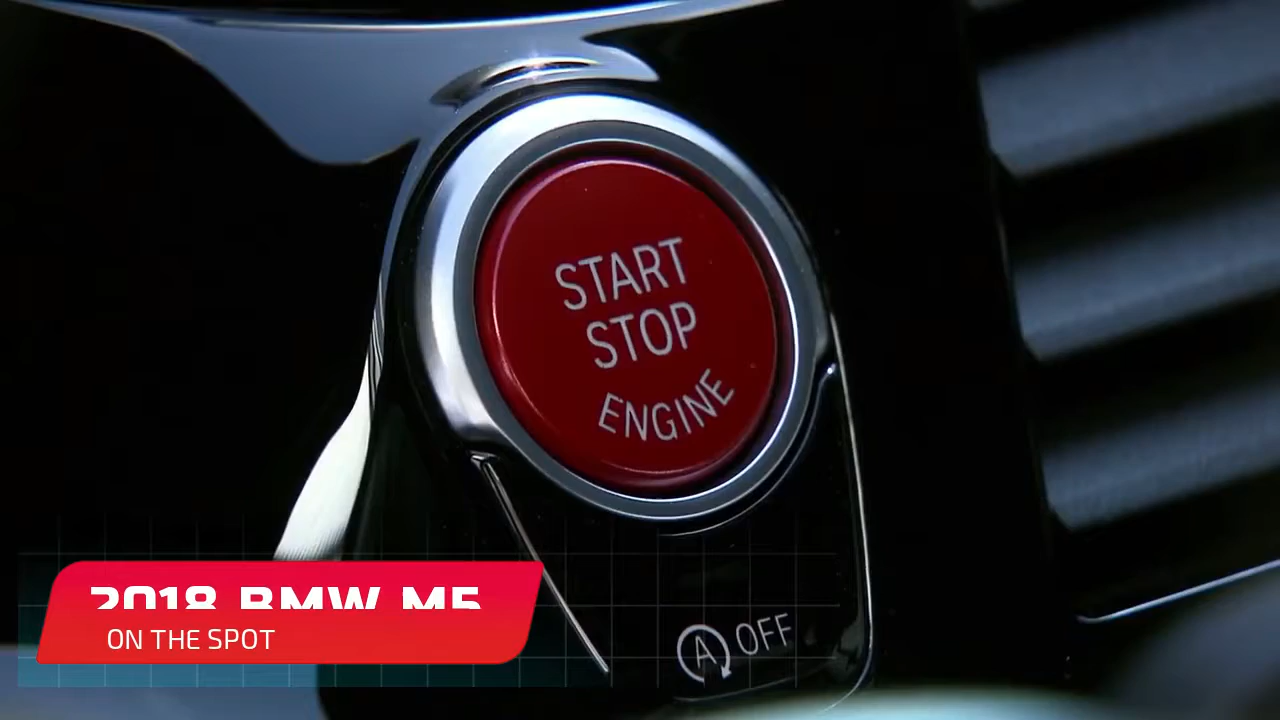 START
STOP
ENGINE
A OFF
2018 BMW M5
ON THE SPOT